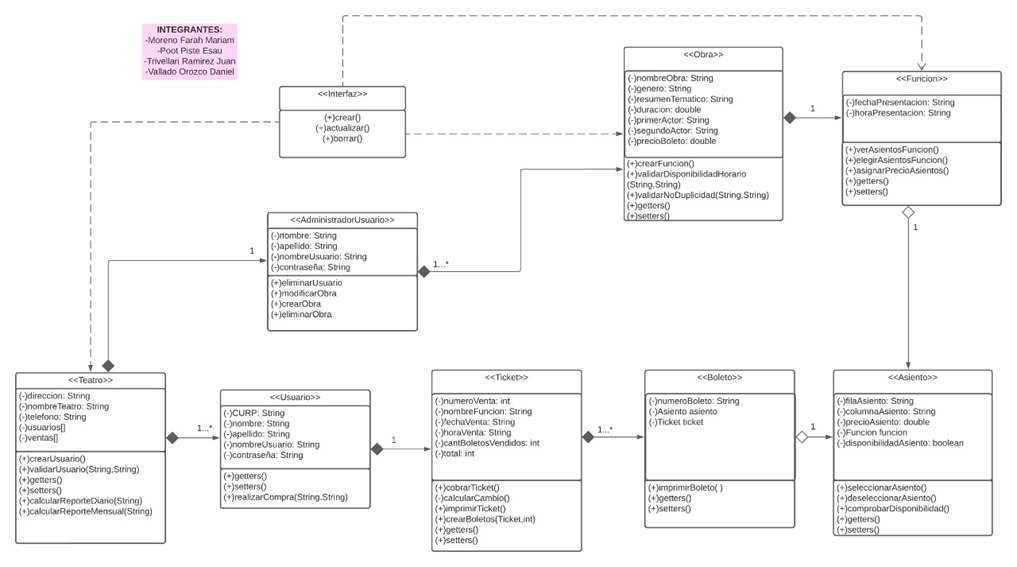 INTEGRANTES:
-Moreno Farah Mariam
-Poot Piste Esau
-Trivellari Ramirez Juan
-Vallado Orozco Daniel
<<Interfaz>>
(+)crear()
(+)actualizar()
(+)borrar()
<<Obra>>
(-)nombreObra: String
(-)genero: String
(-)resumenTematico: String
(-)duracion: double
(-)primerActor: String
(-)segundoActor: String
(-)precioBoleto: double
(+)crearFuncion()
(+)validarDisponibilidadHorario
(String,String)
(+)validarNoDuplicidad(String,String)
(+)getters()
(+)setters()
1
<<Funcion>>
(-)fechaPresentacion: String
(-)horaPresentacion: String
(+)verAsientosFuncion()
(+)elegirAsientosFuncion()
(+)asignarPrecioAsientos()
(+)getters()
(+)setters()
1
<<AdministradorUsuario>>
(-)nombre: String
(-)apellido: String
(-)nombreUsuario: String
(-)contraseña: String
(+)eliminarUsuario
(+)modificarObra
(+)crearObra
(+)eliminarObra
1
1...*
<<Teatro>>
(-)direccion: String
(-)nombreTeatro: String
(-)telefono: String
(-)usuarios[]
(-)ventas[]
(+)crearUsuario()
(+)validarUsuario(String,String)
(+)getters()
(+)setters()
(+)calcularReporteDiario(String)
(+)calcularReporteMensual(String)
1...*
<<Usuario>>
(-)CURP: String
(-)nombre: String
(-)apellido: String
(-)nombreUsuario: String
(-)contraseña: String
(+)getters()
(+)setters()
(+)realizarCompra(String,String)
1
<<Ticket>>
(-)numeroVenta: int
(-)nombreFuncion: String
(-)fechaVenta: String
(-)horaVenta: String
(-)cantBoletosVendidos: int
(-)total: int
(+)cobrarTicket()
(-)calcularCambio()
(+)imprimirTicket()
(+)crearBoletos(Ticket,int)
(+)getters()
(+)setters()
1...*
<<Boleto>>
(-)numeroBoleto: String
(-)Asiento asiento
(-)Ticket ticket
(+)imprimirBoleto( )
(+)getters()
(+)setters()
1
<<Asiento>>
(-)filaAsiento: String
(-)columnaAsiento: String
(-)precioAsiento: double
(-)Funcion funcion
(-)disponibilidadAsiento: boolean
(+)seleccionarAsiento()
(+)deseleccionarAsiento()
(+)comprobarDisponibilidad()
(+)getters()
(+)setters()